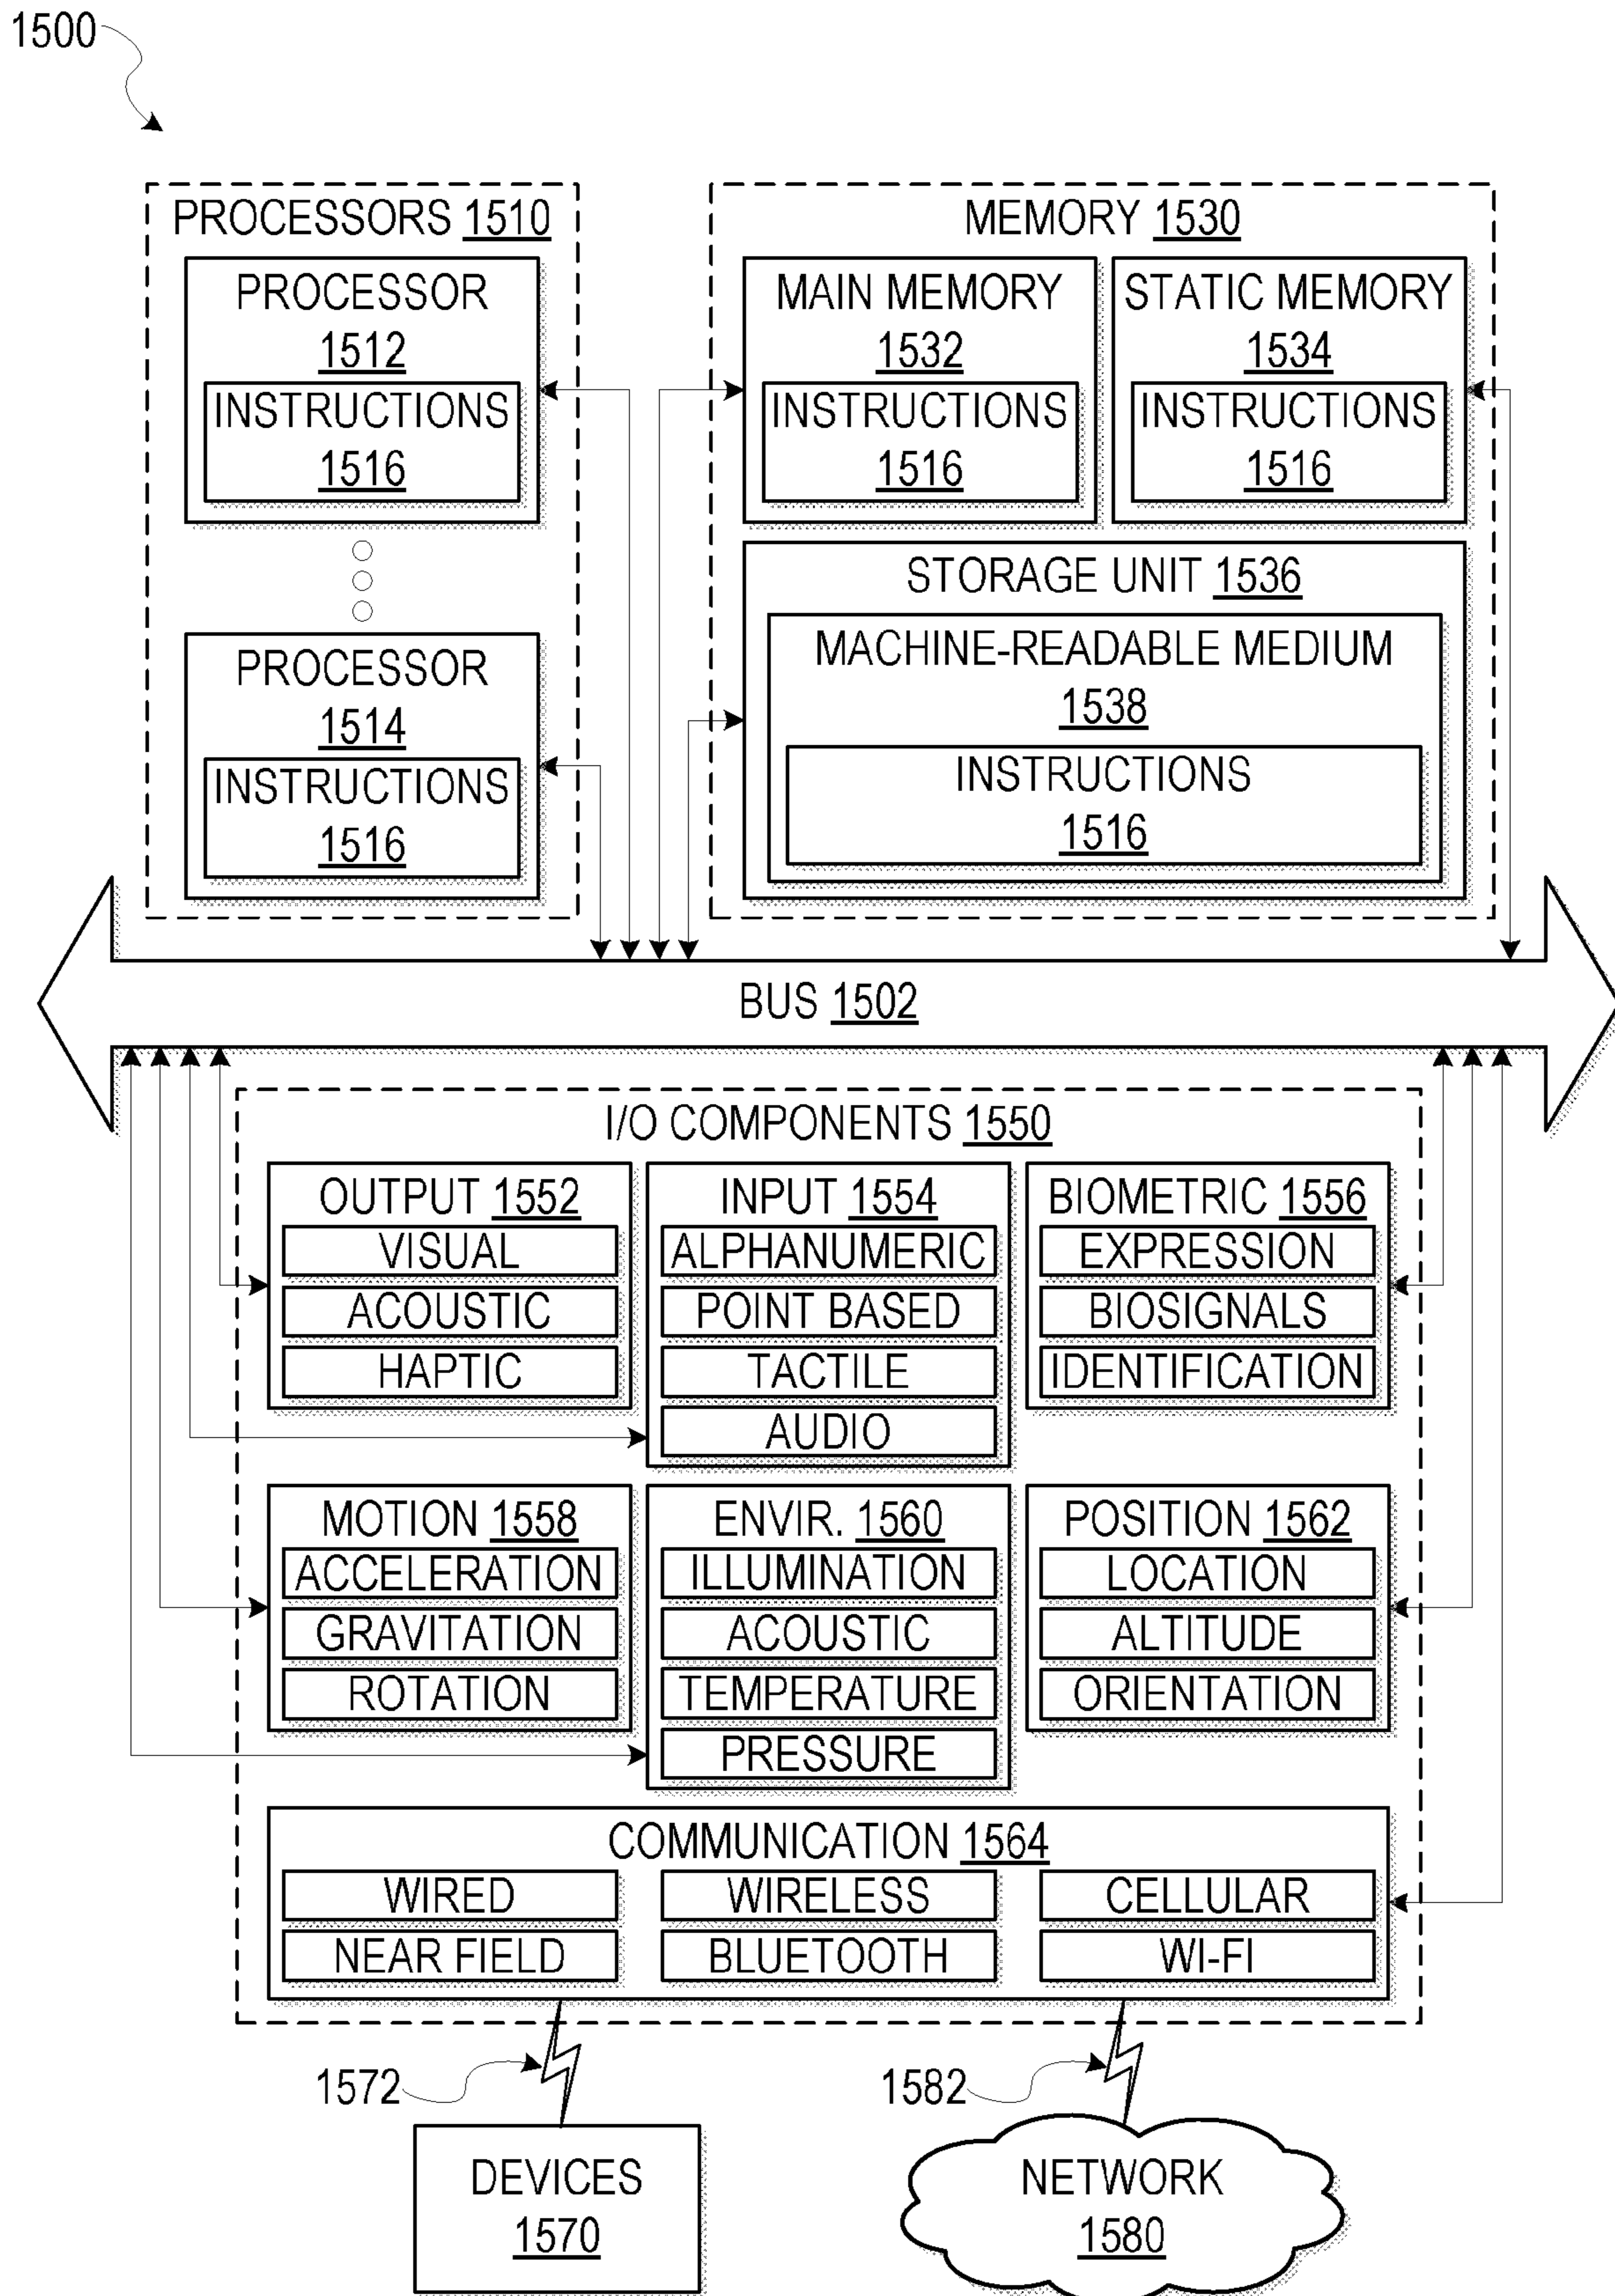 1500
PROCESSORS 1510
PROCESSOR
1512
INSTRUCTIONS
1516
PROCESSOR
1514
INSTRUCTIONS
1516
MEMORY 1530
MAIN MEMORY
1532
INSTRUCTIONS
1516
STATIC MEMORY
1534
INSTRUCTIONS
1516
STORAGE UNIT 1536
MACHINE-READABLE MEDIUM
1538
INSTRUCTIONS
1516
BUS 1502
I/O COMPONENTS 1550
OUTPUT 1552
VISUAL
ACOUSTIC
HAPTIC
INPUT 1554
ALPHANUMERIC
POINT BASED
TACTILE
AUDIO
BIOMETRIC 1556
EXPRESSION
BIOSIGNALS
IDENTIFICATION
MOTION 1558
ACCELERATION
GRAVITATION
ROTATION
ENVIR. 1560
ILLUMINATION
ACOUSTIC
TEMPERATURE
PRESSURE
POSITION 1562
LOCATION
ALTITUDE
ORIENTATION
COMMUNICATION 1564
WIRED
WIRELESS
CELLULAR
NEAR FIELD
BLUETOOTH
WI-FI
1572
1582
DEVICES
1570
NETWORK
1580